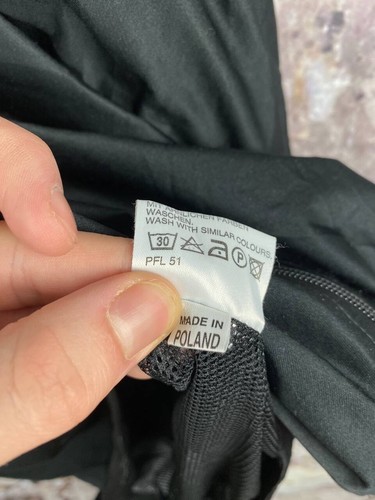 MIT ÄHNLICHEN FARBEN
WASCHEN.
WASH WITH SIMILAR COLOURS.
30 P
PFL 51
MADE IN
POLAND